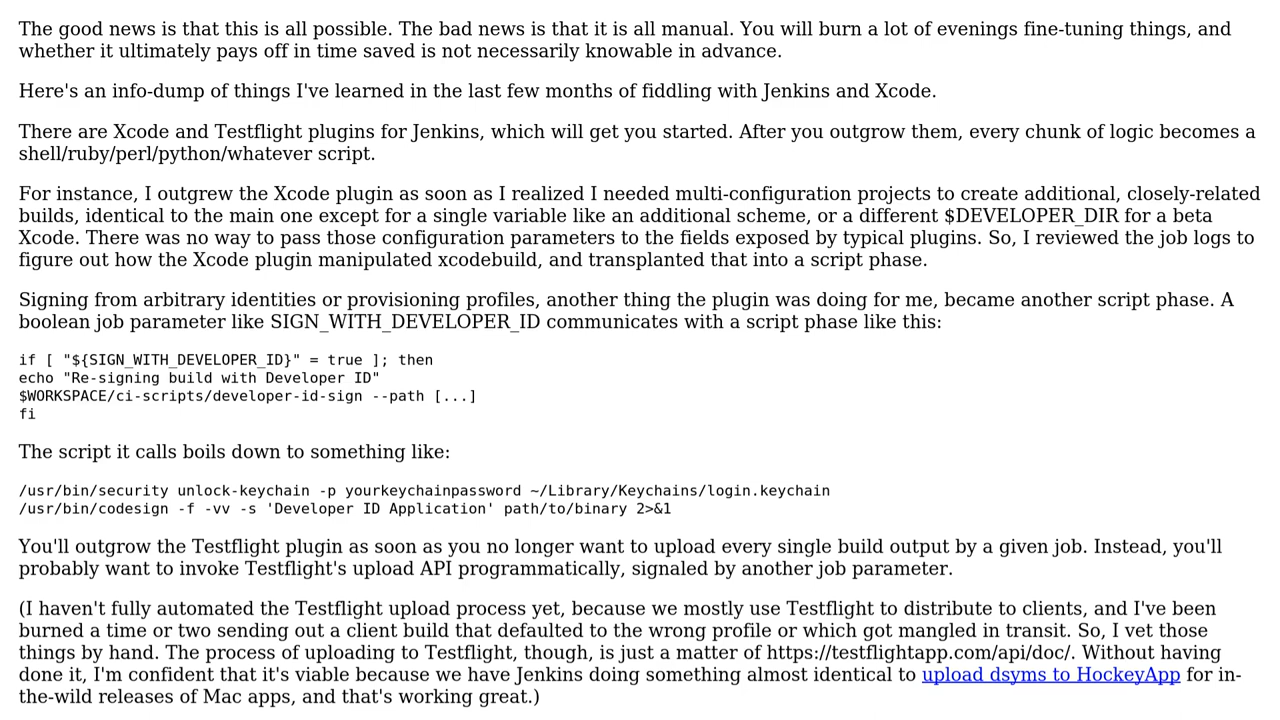 The good news is that this is all possible. The bad news is that it is all manual. You will burn a lot of evenings fine-tuning things, and
whether it ultimately pays off in time saved is not necessarily knowable in advance.
Here's an info-dump of things I've learned in the last few months of fiddling with Jenkins and Xcode.
There are Xcode and Testflight plugins for Jenkins, which will get you started. After you outgrow them, every chunk of logic becomes a
shell/ruby/perl/python/whatever script.
For instance, I outgrew the Xcode plugin as soon as I realized I needed multi-configuration projects to create additional, closely-related
builds, identical to the main one except for a single variable like an additional scheme, or a different $DEVELOPER_DIR for a beta
Xcode. There was no way to pass those configuration parameters to the fields exposed by typical plugins. So, I reviewed the job logs to
figure out how the Xcode plugin manipulated xcodebuild, and transplanted that into a script phase.
Signing from arbitrary identities or provisioning profiles, another thing the plugin was doing for me, became another script phase. A
boolean job parameter like SIGN_WITH_DEVELOPER_ID communicates with a script phase like this:
if [ "${SIGN_WITH_DEVELOPER_ID}" = true ]; then
echo "Re-signing build with Developer ID"
$WORKSPACE/ci-scripts/developer-id-sign --path [...]
fi
The script it calls boils down to something like:
/usr/bin/security unlock-keychain -p yourkeychainpassword ~/Library/Keychains/login.keychain
/usr/bin/codesign -f -vv -s 'Developer ID Application' path/to/binary 2>&1
You'll outgrow the Testflight plugin as soon as you no longer want to upload every single build output by a given job. Instead, you'll
probably want to invoke Testflight's upload API programmatically, signaled by another job parameter.
(I haven't fully automated the Testflight upload process yet, because we mostly use Testflight to distribute to clients, and I've been
burned a time or two sending out a client build that defaulted to the wrong profile or which got mangled in transit. So, I vet those
things by hand. The process of uploading to Testflight, though, is just a matter of https://testflightapp.com/api/doc/. Without having
done it, I'm confident that it's viable because we have Jenkins doing something almost identical to upload dsyms to HockeyApp for in-
the-wild releases of Mac apps, and that's working great.)